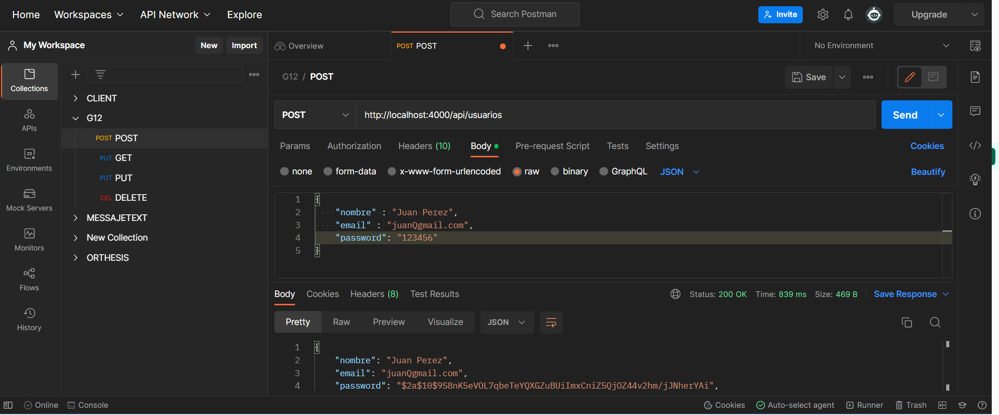 Home Workspaces API Network Explore Search Postman Invite Upgrade
My Workspace New Import Overview POST POST No Environment
Collections
APIs
Environments
Mock Servers
Monitors
Flows
History
CLIENT
G12
POST POST
PUT GET
PUT PUT
DEL DELETE
MESSAJETEXT
New Collection
ORTHESIS
G12 / POST Save
POST http://localhost:4000/api/usuarios Send
Params Authorization Headers (10) Body Pre-request Script Tests Settings Cookies
none form-data x-www-form-urlencoded raw binary GraphQL JSON Beautify
1 {
2 "nombre" : "Juan Perez",
3 "email" : "juanQgmail.com",
4 "password": "123456"
5 }
Body Cookies Headers (8) Test Results Status: 200 OK Time: 839 ms Size: 469 B Save Response
Pretty Raw Preview Visualize JSON
1 {
2 "nombre": "Juan Perez",
3 "email": "juanQgmail.com",
4 "password": "$2a$10$9S8nK5eVOL7qbeTeYQXGZuBUiImxCniZ5QjOZ44v2hm/jJNherYAi",
Online Console Cookies Auto-select agent Runner Trash